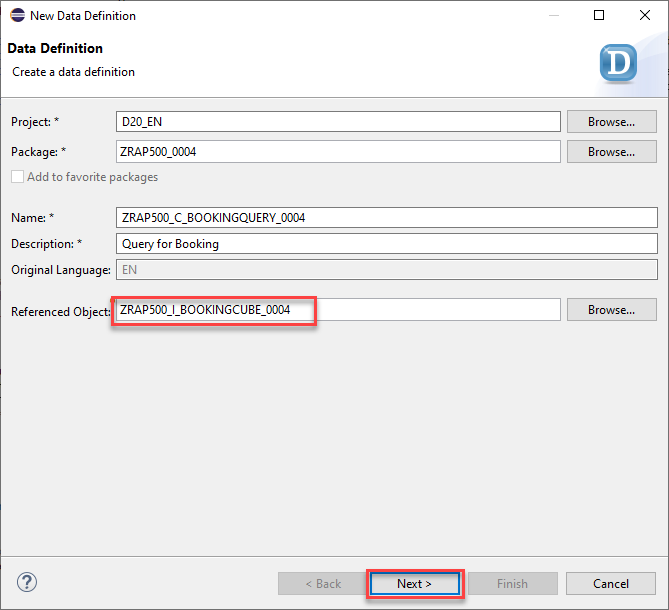 New Data Definition
Data Definition
Create a data definition
D
Project: * D20_EN Browse...
Package: * ZRAP500_0004 Browse...
Add to favorite packages
Name: * ZRAP500_C_BOOKINGQUERY_0004
Description: * Query for Booking
Original Language: EN
Referenced Object: ZRAP500_I_BOOKINGCUBE_0004 Browse...
? < Back Next > Finish Cancel